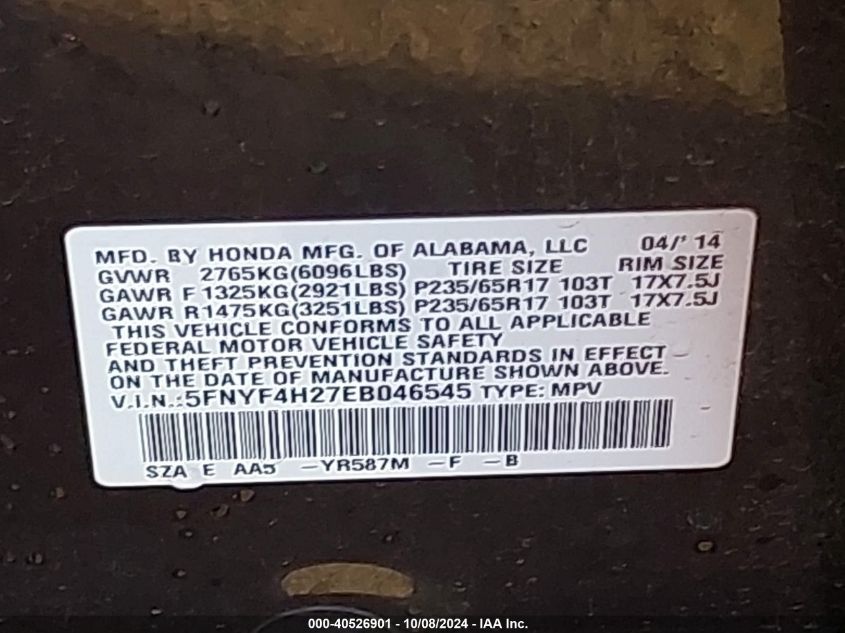 MFD. BY HONDA MFG. OF ALABAMA, LLC 04/' 14
GVWR 2765KG(6096LBS) TIRE SIZE RIM SIZE
GAWR F 1325KG(2921LBS) P235/65R17 103T 17X7.5J
GAWR R1475KG(3251LBS) P235/65R17 103T 17X7.5J
THIS VEHICLE CONFORMS TO ALL APPLICABLE
FEDERAL MOTOR VEHICLE SAFETY
AND THEFT PREVENTION STANDARDS IN EFFECT
ON THE DATE OF MANUFACTURE SHOWN ABOVE.
V.I.N.:5FNYF4H27EB046545 TYPE: MPV
SZA E AA5 -YR587M -F -B
000-40526901 - 10/08/2024 - IAA Inc.